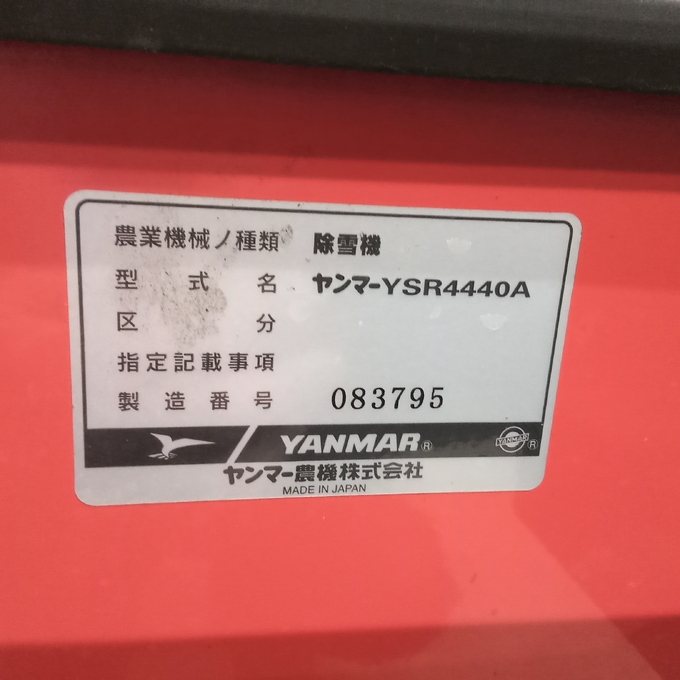 農業機械ノ種類 除雪機
型式名 ヤンマーYSR4440A
区分
指定記載事項
製造番号 083795
YANMAR® YANMAR ®
ヤンマー農機株式会社
MADE IN JAPAN